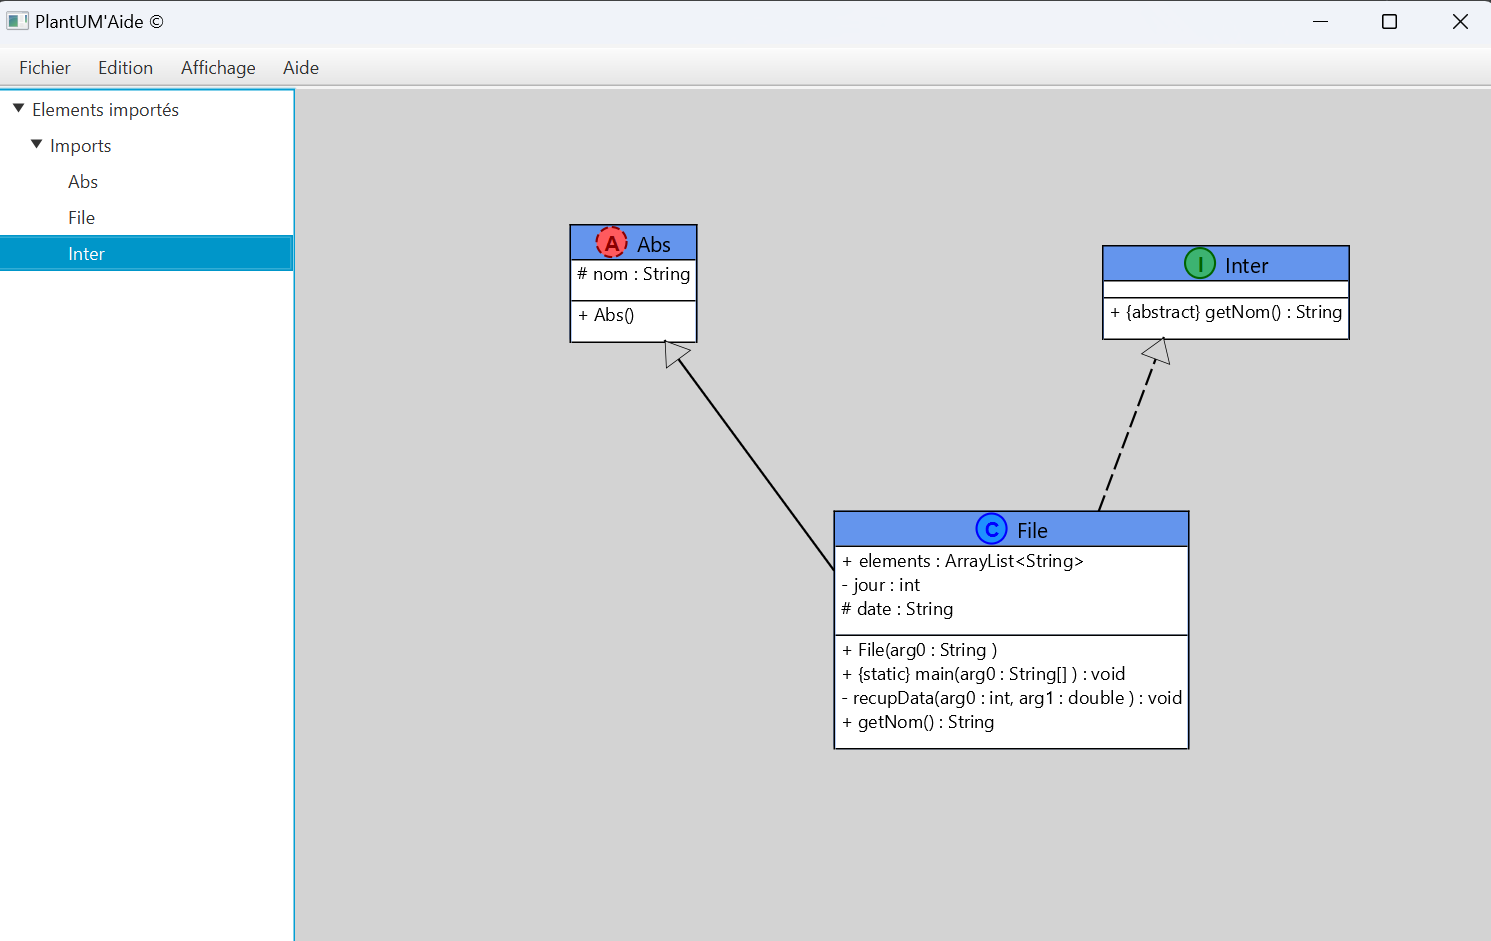 PlantUM'Aide ©
Fichier Edition Affichage Aide
Elements importés
Imports
Abs
File
Inter
A Abs
# nom : String
+ Abs()
I Inter
+ {abstract} getNom() : String
C File
+ elements : ArrayList<String>
- jour : int
# date : String
+ File(arg0 : String )
+ {static} main(arg0 : String[] ) : void
- recupData(arg0 : int, arg1 : double ) : void
+ getNom() : String